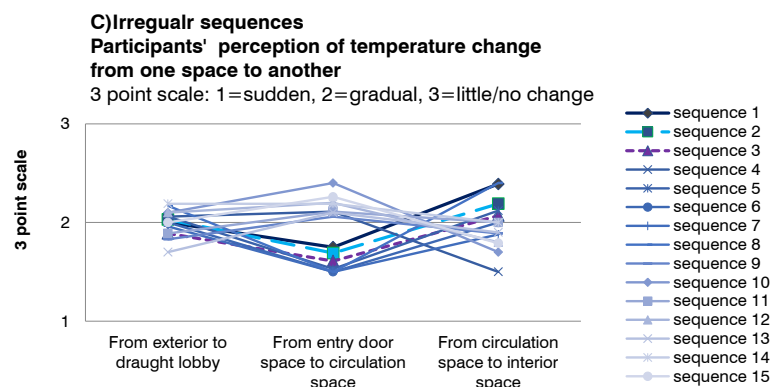 C)Irregualr sequences
Participants' perception of temperature change
from one space to another
3 point scale: 1=sudden, 2=gradual, 3=little/no change
3 point scale
3
2
1
From exterior to
draught lobby
From entry door
space to circulation
space
From circulation
space to interior
space
sequence 1
sequence 2
sequence 3
sequence 4
sequence 5
sequence 6
sequence 7
sequence 8
sequence 9
sequence 10
sequence 11
sequence 12
sequence 13
sequence 14
sequence 15